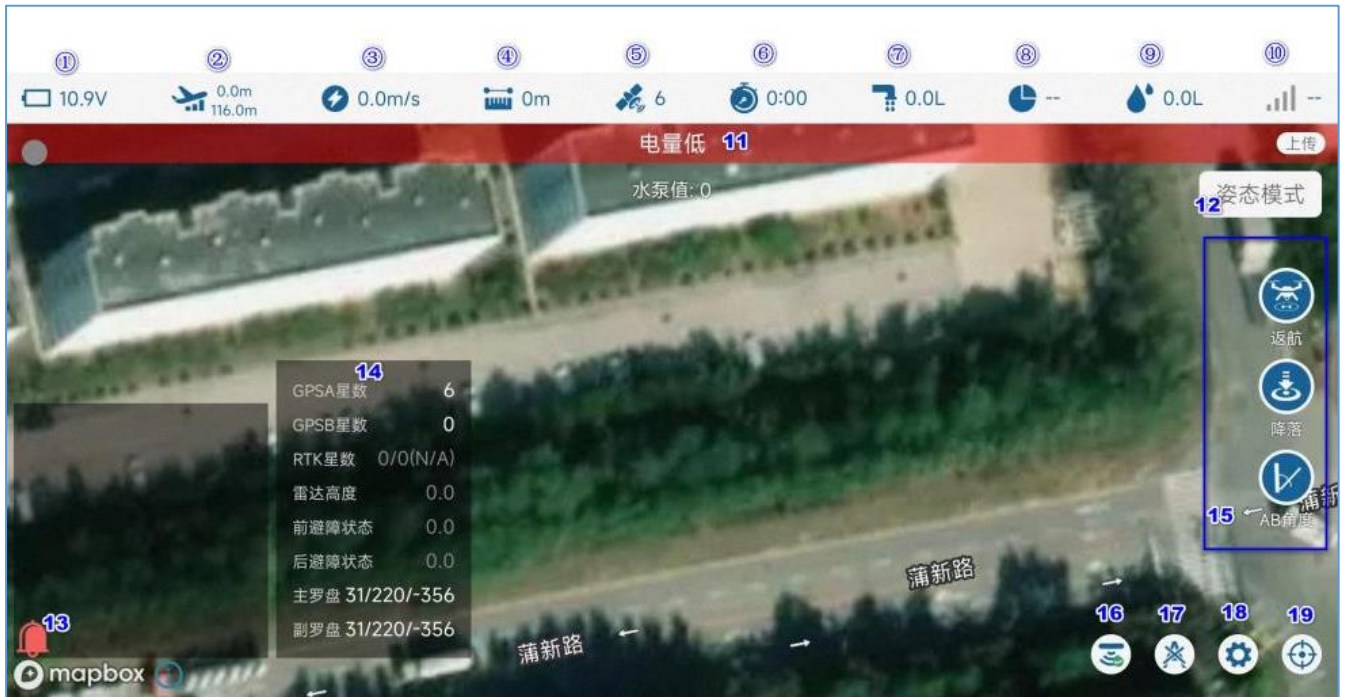 ① ② ③ ④ ⑤ ⑥ ⑦ ⑧ ⑨ ⑩
10.9V 0.0m 0.0m/s 0m 6 0:00 0.0L -- 0.0L --
116.0m
电量低 11 上传
水泵值: 0
12 姿态模式
返航
14
GPSA星数 6
降落
GPSB星数 0
RTK星数 0/0(N/A)
雷达高度 0.0
蒲新
15 AB角度
前避障状态 0.0
后避障状态 0.0
蒲新路
主罗盘 31/220/-356
16 17 18 19
13
副罗盘 31/220/-356
蒲新路
mapbox